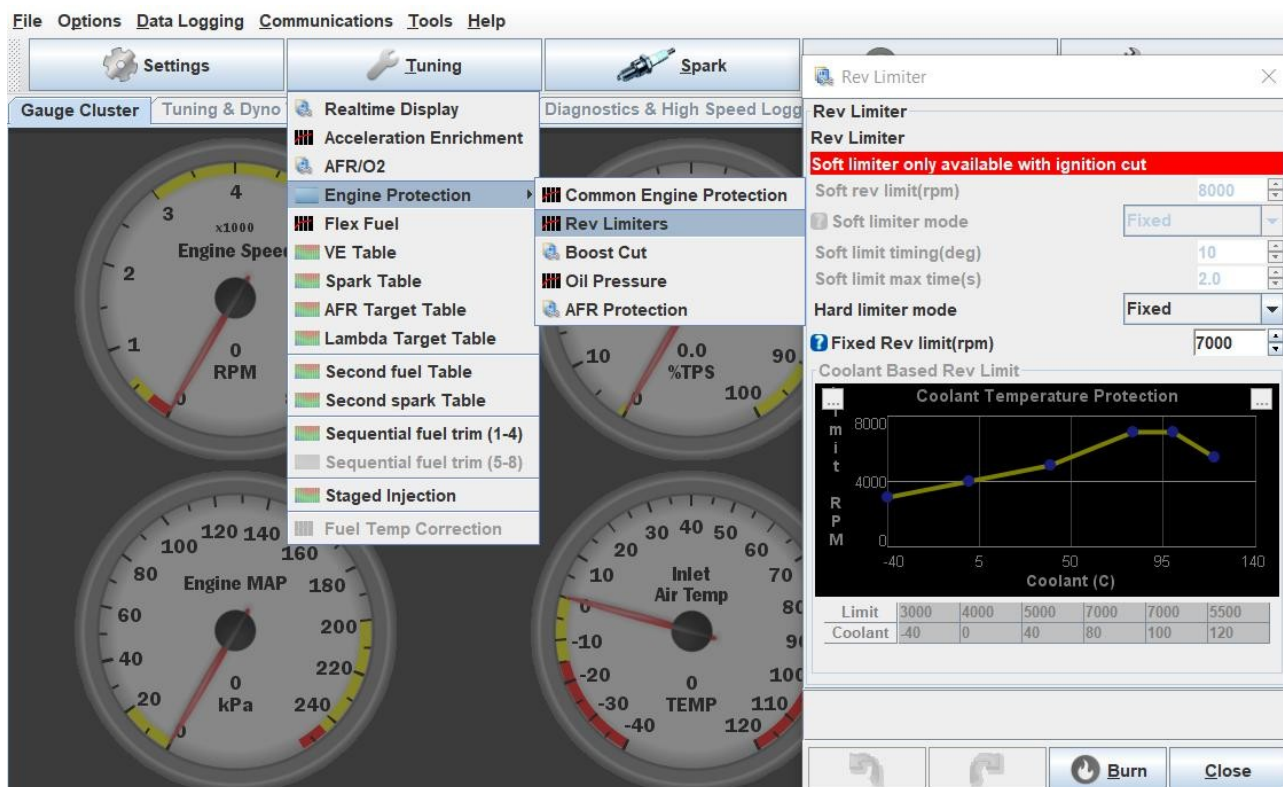 File Options Data Logging Communications Tools Help
Settings Tuning Spark
Gauge Cluster Tuning & Dyno Diagnostics & High Speed Logg
Realtime Display
Acceleration Enrichment
AFR/O2
Engine Protection
Flex Fuel
VE Table
Spark Table
AFR Target Table
Lambda Target Table
Second fuel Table
Second spark Table
Sequential fuel trim (1-4)
Sequential fuel trim (5-8)
Staged Injection
Fuel Temp Correction
Common Engine Protection
Rev Limiters
Boost Cut
Oil Pressure
AFR Protection
4
3
x1000
Engine Speed
2
1
0
0
RPM
10
0.0
90
%TPS
100
0
120 140
100 160
80 Engine MAP 180
60
200
40
220
20 0 240
kPa
0
30 40 50
20 60
10 Inlet 70
Air Temp
0 80
-10
-20 0 100
-30 TEMP 110
-40 120
Rev Limiter
Rev Limiter
Rev Limiter
Soft limiter only available with ignition cut
Soft rev limit(rpm) 8000
Soft limiter mode Fixed
Soft limit timing(deg) 10
Soft limit max time(s) 2.0
Hard limiter mode Fixed
Fixed Rev limit(rpm) 7000
Coolant Based Rev Limit
... Coolant Temperature Protection ...
8000
4000
0
RPM
-40 5 50 95 140
Coolant (C)
Limit 3000 4000 5000 7000 7000 5500
Coolant -40 0 40 80 100 120
Burn Close